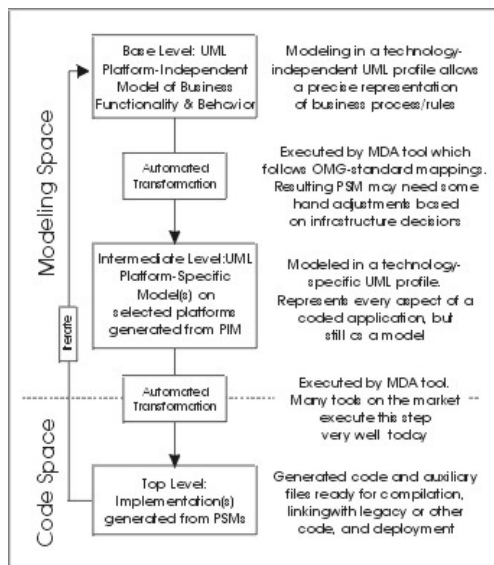 Base Level: UML
Platform-Independent
Model of Business
Functionality & Behavior
Modeling in a technology-
independent UML profile allows
a precise representation
of business process/rules
Automated
Transformation
Executed by MDA tool which
follows OMG-standard mappings.
Resulting PSM may need some
hand adjustments based
on infrastructure decisions
Intermediate Level:UML
Platform-Specific
Model(s) on
selected platforms
generated from PIM
Modeled in a technology-
specific UML profile.
Represents every aspect of a
coded application, but
still as a model
Automated
Transformation
Executed by MDA tool.
Many tools on the market
execute this step
very well today
Top Level:
Implementation(s)
generated from PSMs
Generated code and auxiliary
files ready for compilation,
linkingwith legacy or other
code, and deployment
Modeling Space
Iterate
Code Space